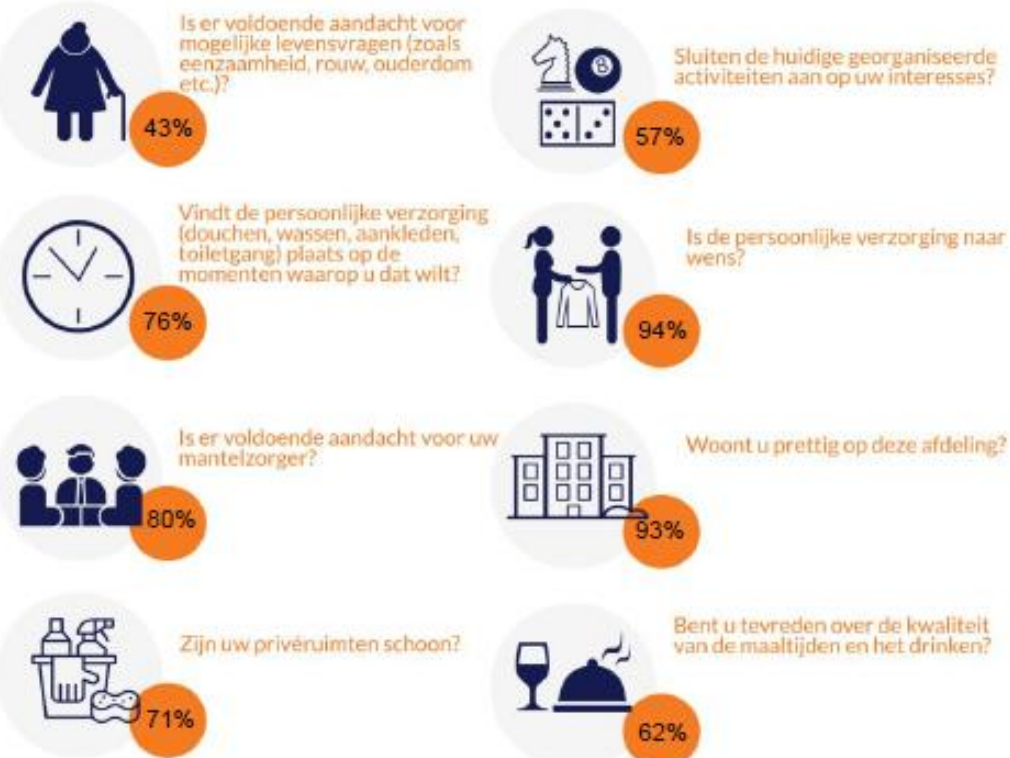 Is er voldoende aandacht voor
mogelijke levensvragen (zoals
eenzaamheid, rouw, ouderdom
etc.)?
43%
Sluiten de huidige georganiseerde
activiteiten aan op uw interesses?
8
57%
Vindt de persoonlijke verzorging
(douchen, wassen, aankleden,
toiletgang) plaats op de
momenten waarop u dat wilt?
76%
Is de persoonlijke verzorging naar
wens?
94%
Is er voldoende aandacht voor uw
mantelzorger?
80%
Woont u prettig op deze afdeling?
93%
Zijn uw privéruimten schoon?
71%
Bent u tevreden over de kwaliteit
van de maaltijden en het drinken?
62%